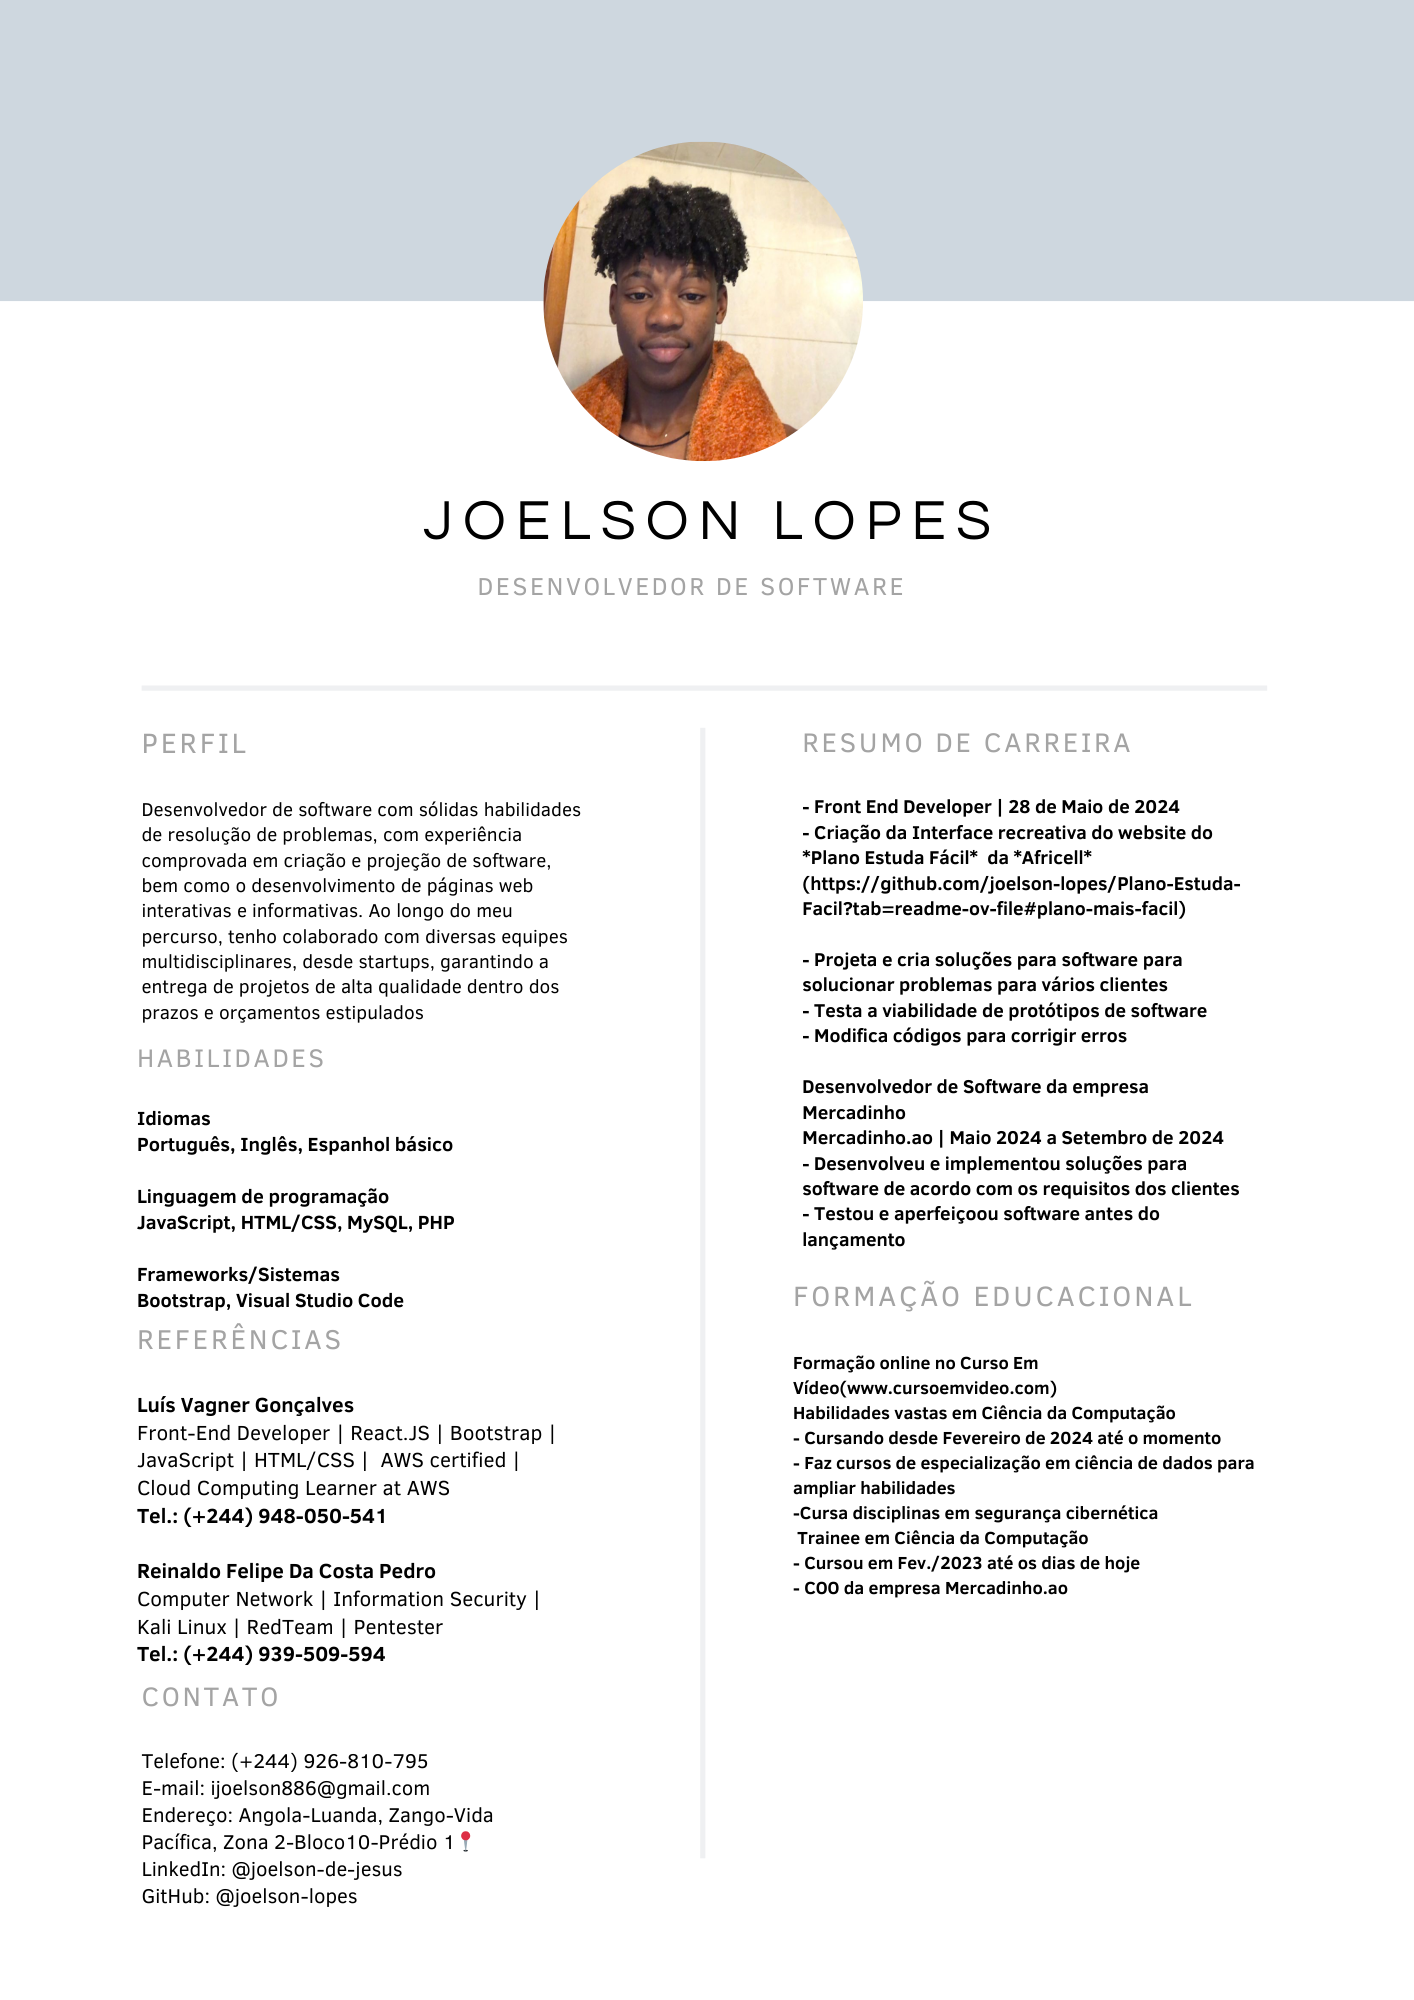 JOELSON LOPES
DESENVOLVEDOR DE SOFTWARE
PERFIL
Desenvolvedor de software com sólidas habilidades
de resolução de problemas, com experiência
comprovada em criação e projeção de software,
bem como o desenvolvimento de páginas web
interativas e informativas. Ao longo do meu
percurso, tenho colaborado com diversas equipes
multidisciplinares, desde startups, garantindo a
entrega de projetos de alta qualidade dentro dos
prazos e orçamentos estipulados
HABILIDADES
Idiomas
Português, Inglês, Espanhol básico
Linguagem de programação
JavaScript, HTML/CSS, MySQL, PHP
Frameworks/Sistemas
Bootstrap, Visual Studio Code
REFERÊNCIAS
Luís Vagner Gonçalves
Front-End Developer | React.JS | Bootstrap |
JavaScript | HTML/CSS |  AWS certified |
Cloud Computing Learner at AWS
Tel.: (+244) 948-050-541
Reinaldo Felipe Da Costa Pedro
Computer Network | Information Security |
Kali Linux | RedTeam | Pentester
Tel.: (+244) 939-509-594
CONTATO
Telefone: (+244) 926-810-795
E-mail: ijoelson886@gmail.com
Endereço: Angola-Luanda, Zango-Vida
Pacífica, Zona 2-Bloco10-Prédio 1📍
LinkedIn: @joelson-de-jesus
GitHub: @joelson-lopes
RESUMO DE CARREIRA
- Front End Developer | 28 de Maio de 2024
- Criação da Interface recreativa do website do
*Plano Estuda Fácil*  da *Africell*
(https://github.com/joelson-lopes/Plano-Estuda-
Facil?tab=readme-ov-file#plano-mais-facil)
- Projeta e cria soluções para software para
solucionar problemas para vários clientes
- Testa a viabilidade de protótipos de software
- Modifica códigos para corrigir erros
Desenvolvedor de Software da empresa
Mercadinho
Mercadinho.ao | Maio 2024 a Setembro de 2024
- Desenvolveu e implementou soluções para
software de acordo com os requisitos dos clientes
- Testou e aperfeiçoou software antes do
lançamento
FORMAÇÃO EDUCACIONAL
Formação online no Curso Em
Vídeo(www.cursoemvideo.com)
Habilidades vastas em Ciência da Computação
- Cursando desde Fevereiro de 2024 até o momento
- Faz cursos de especialização em ciência de dados para
ampliar habilidades
-Cursa disciplinas em segurança cibernética
Trainee em Ciência da Computação
- Cursou em Fev./2023 até os dias de hoje
- COO da empresa Mercadinho.ao